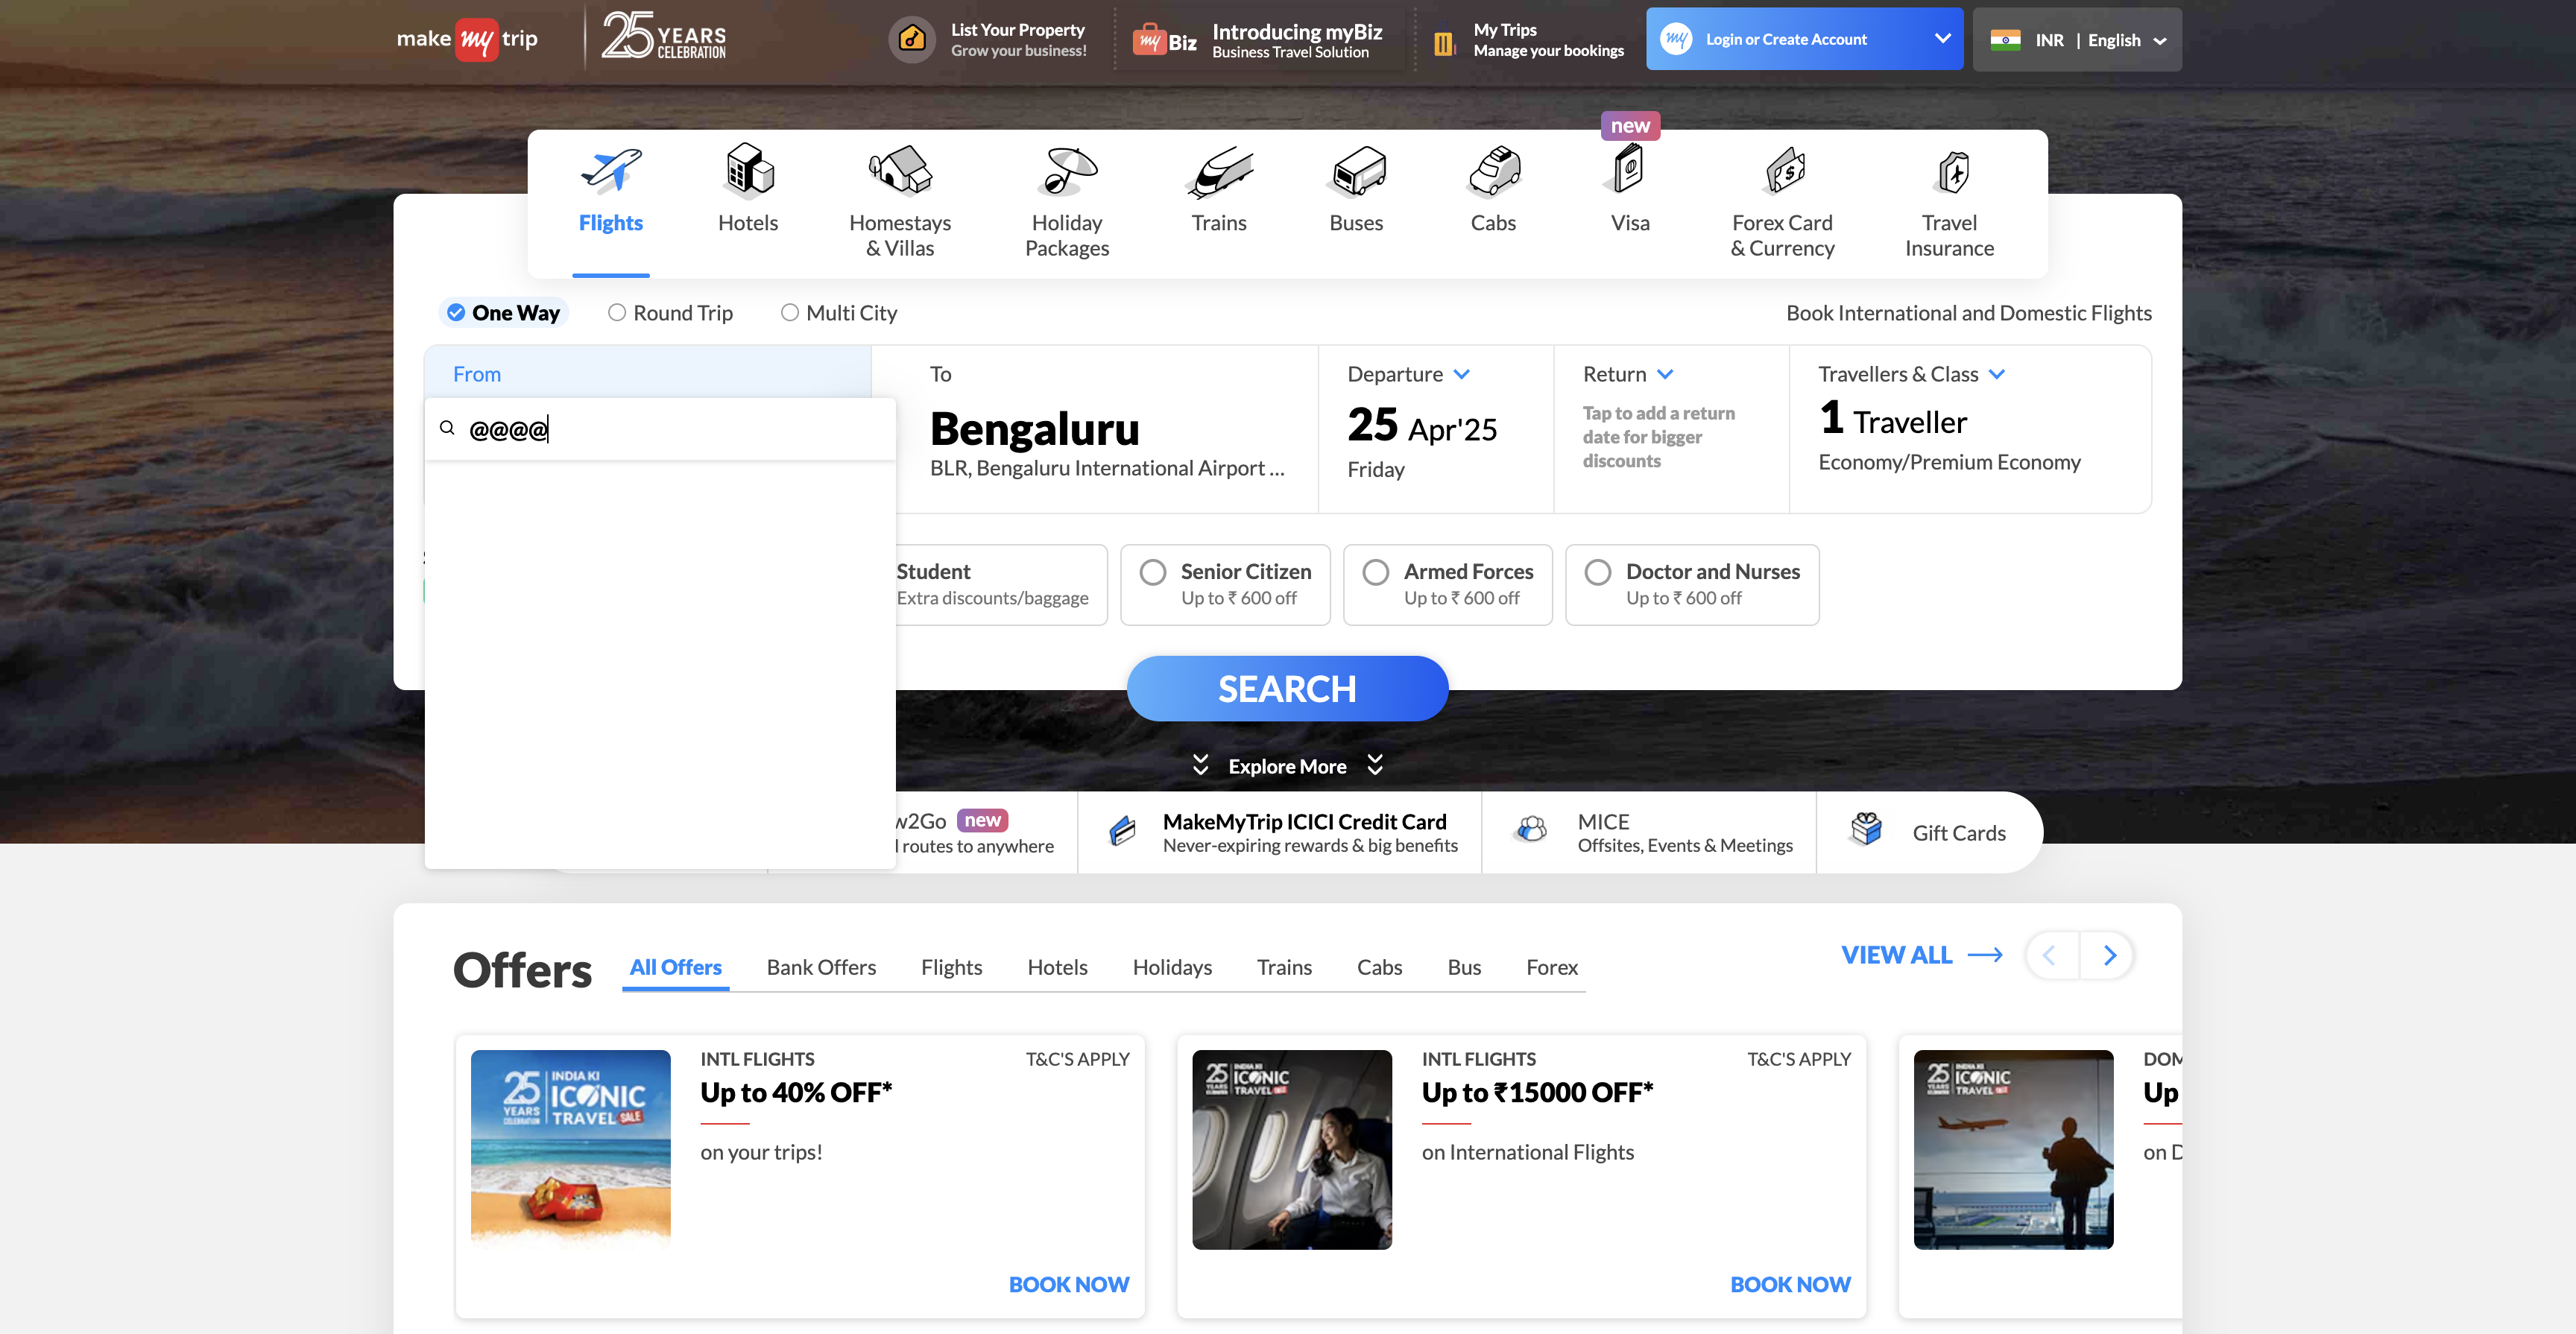 make my trip
25 YEARS CELEBRATION
List Your Property
Grow your business!
my Biz
Introducing myBiz
Business Travel Solution
My Trips
Manage your bookings
my Login or Create Account
INR | English
new
Flights
Hotels
Homestays
& Villas
Holiday
Packages
Trains
Buses
Cabs
Visa
Forex Card
& Currency
Travel
Insurance
One Way
Round Trip
Multi City
Book International and Domestic Flights
From
@@@@
To
Bengaluru
BLR, Bengaluru International Airport ...
Departure
25 Apr'25
Friday
Return
Tap to add a return
date for bigger
discounts
Travellers & Class
1 Traveller
Economy/Premium Economy
Student
Extra discounts/baggage
Senior Citizen
Up to ₹ 600 off
Armed Forces
Up to ₹ 600 off
Doctor and Nurses
Up to ₹ 600 off
SEARCH
Explore More
w2Go new
routes to anywhere
MakeMyTrip ICICI Credit Card
Never-expiring rewards & big benefits
MICE
Offsites, Events & Meetings
Gift Cards
Offers
All Offers
Bank Offers
Flights
Hotels
Holidays
Trains
Cabs
Bus
Forex
VIEW ALL
25 YEARS CELEBRATION
INDIA KI
ICONIC
TRAVEL SALE
INTL FLIGHTS
T&C'S APPLY
Up to 40% OFF*
on your trips!
BOOK NOW
25 YEARS
INDIA KI
ICONIC
TRAVEL SALE
INTL FLIGHTS
T&C'S APPLY
Up to ₹15000 OFF*
on International Flights
BOOK NOW
25 YEARS
INDIA KI
ICONIC
TRAVEL SALE
DOM
Up
on D